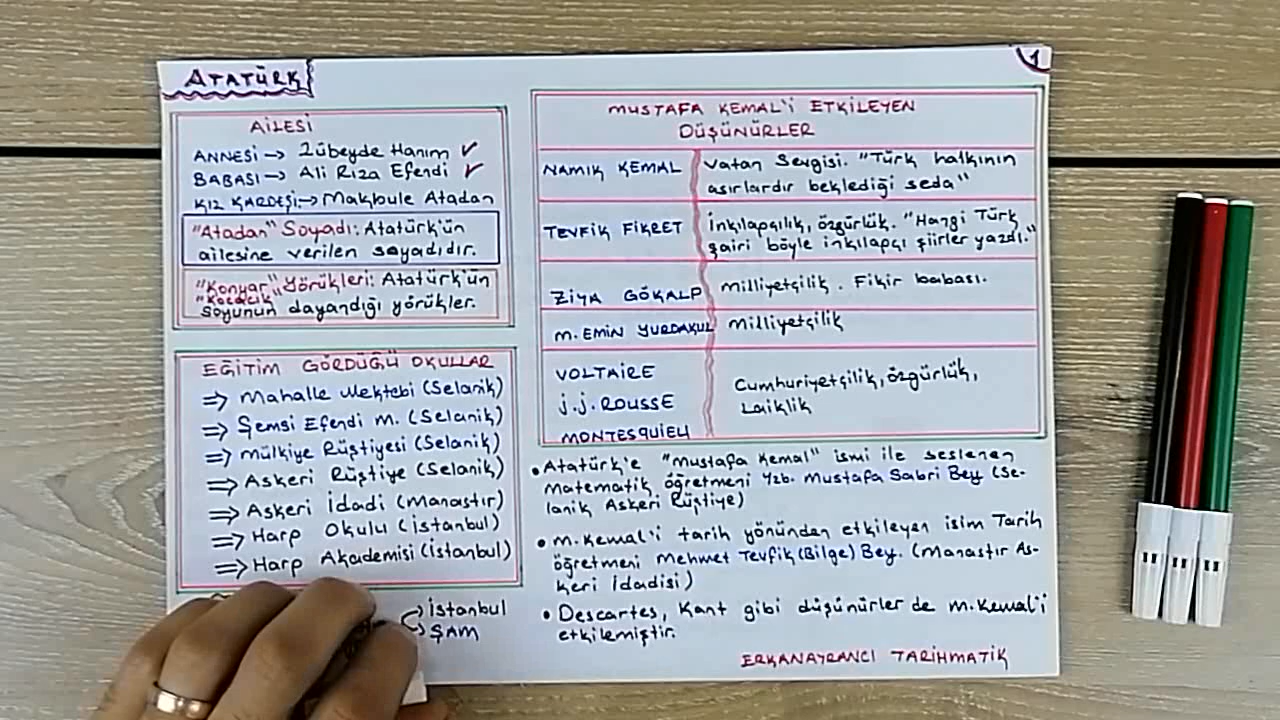 ATATÜRK
1
AİLESİ
ANNESİ → Zübeyde Hanım ✓
BABASI → Ali Rıza Efendi ✓
KIZ KARDEŞİ → Makbule Atadan
"Atadan" Soyadı: Atatürk'ün
ailesine verilen soyadıdır.
"Konyar" Yörükleri: Atatürk'ün
"Kocacık"
soyunun dayandığı yörükler.
EĞİTİM GÖRDÜĞÜ OKULLAR
⇒ Mahalle Mektebi (Selanik)
⇒ Şemsi Efendi M. (Selanik)
⇒ Mülkiye Rüştiyesi (Selanik)
⇒ Askeri Rüştiye (Selanik)
⇒ Askeri İdadi (Manastır)
⇒ Harp Okulu (İstanbul)
⇒ Harp Akademisi (İstanbul)
İstanbul
ŞAM
MUSTAFA KEMAL'İ ETKİLEYEN
DÜŞÜNÜRLER
NAMIK KEMAL Vatan Sevgisi. "Türk halkının
asırlardır beklediği seda"
TEVFİK FİKRET İnkılapçılık, özgürlük. "Hangi Türk
şairi böyle inkılapçı şiirler yazdı."
ZİYA GÖKALP Milliyetçilik. Fikir babası.
M. EMİN YURDAKUL Milliyetçilik
VOLTAIRE
J.J. ROUSSE
MONTESQUIEU
Cumhuriyetçilik, özgürlük,
Laiklik
• Atatürk'e "Mustafa Kemal" ismi ile seslenen
Matematik öğretmeni Yzb. Mustafa Sabri Bey (Se-
lanik Askeri Rüştiye)
• M. Kemal'i tarih yönünden etkileyen isim Tarih
öğretmeni Mehmet Tevfik (Bilge) Bey. (Manastır As-
keri İdadisi)
• Descartes, Kant gibi düşünürler de M. Kemal'i
etkilemiştir.
ERKANAYRANCI TARİHMATİK